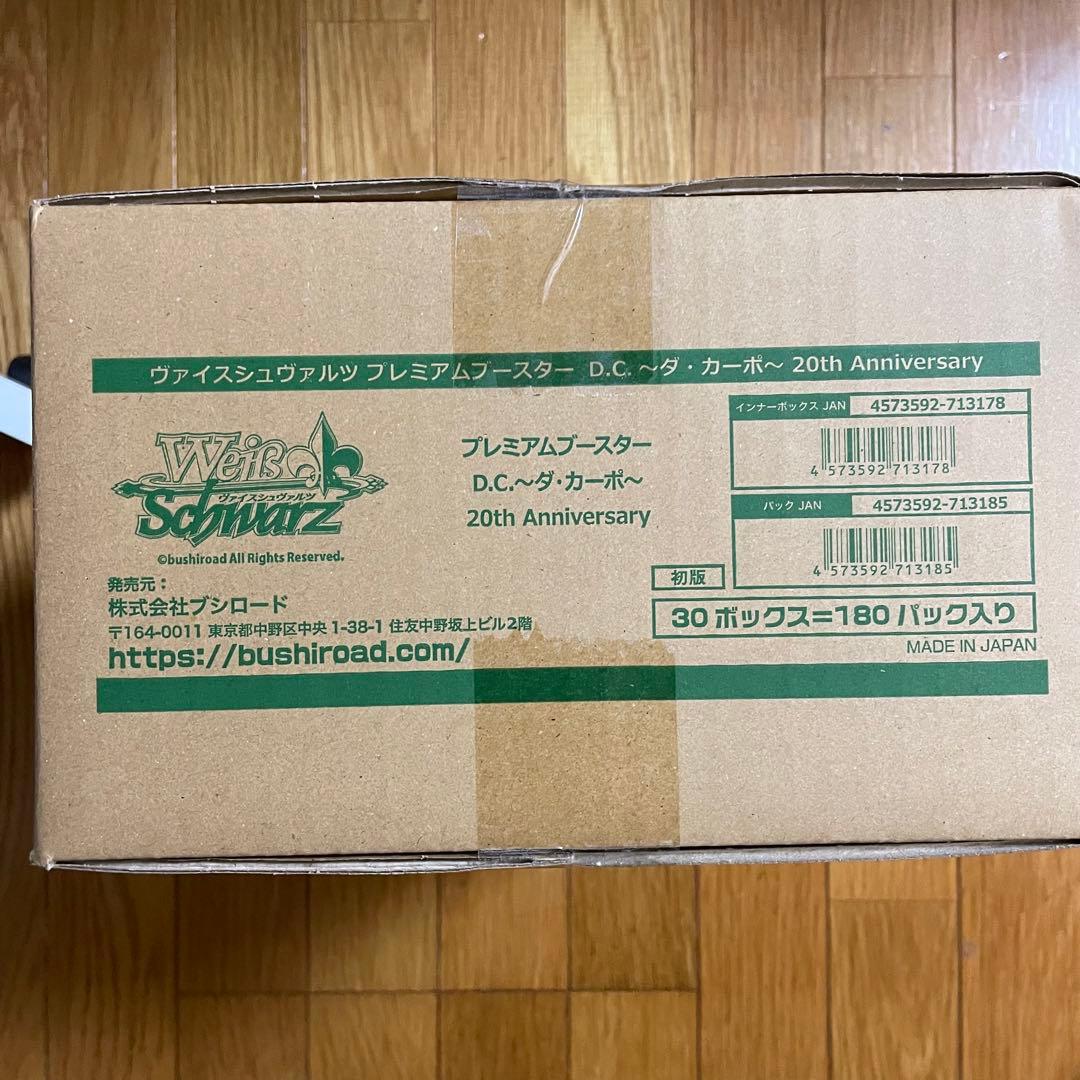 ヴァイスシュヴァルツ プレミアムブースター D.C. ～ダ・カーポ～ 20th Anniversary
Weiß
ヴァイスシュヴァルツ
Schwarz
©bushiroad All Rights Reserved.
プレミアムブースター
D.C.～ダ・カーポ～
20th Anniversary
インナーボックス JAN 4573592-713178
4 573592 713178
パック JAN 4573592-713185
4 573592 713185
発売元：
株式会社ブシロード
〒164-0011 東京都中野区中央 1-38-1 住友中野坂上ビル2階
https://bushiroad.com/
初版
30 ボックス=180 パック入り
MADE IN JAPAN